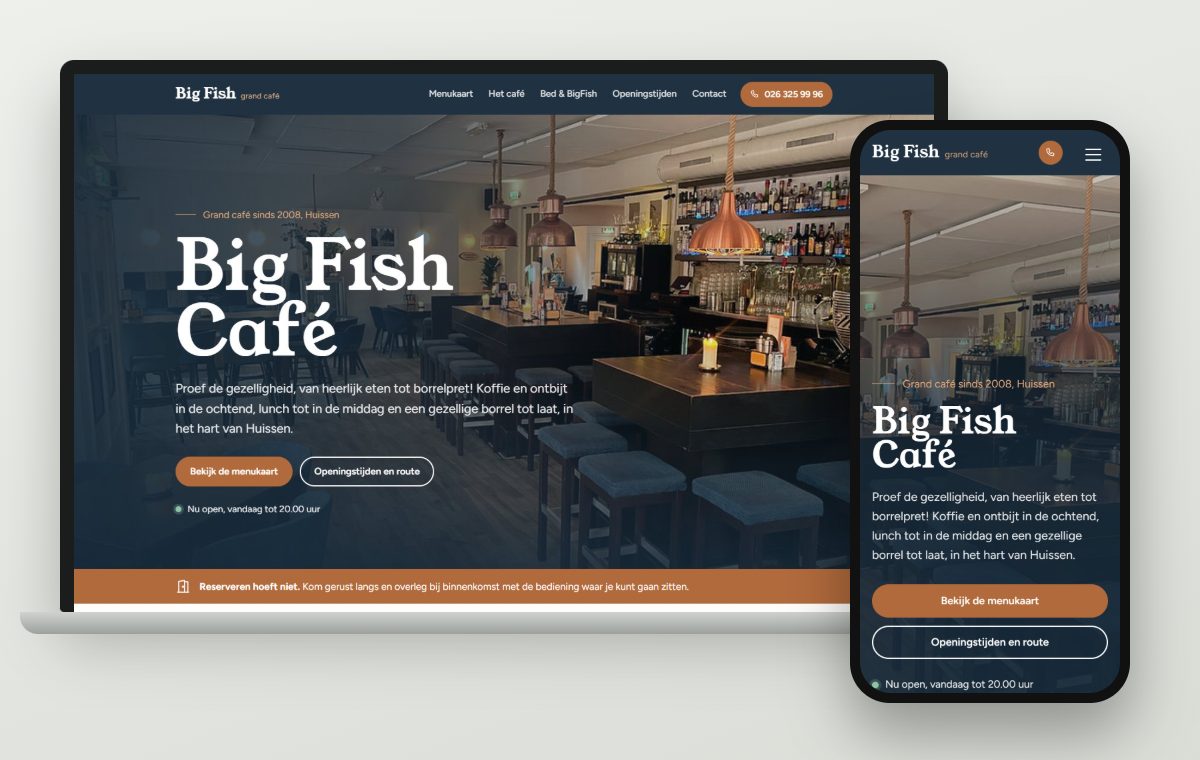 Big Fish grand café
Menukaart Het café Bed & BigFish Openingstijden Contact 026 325 99 96
Grand café sinds 2008, Huissen
Big Fish
Café
Proef de gezelligheid, van heerlijk eten tot borrelpret! Koffie en ontbijt
in de ochtend, lunch tot in de middag en een gezellige borrel tot laat, in
het hart van Huissen.
Bekijk de menukaart Openingstijden en route
Nu open, vandaag tot 20.00 uur
Reserveren hoeft niet. Kom gerust langs en overleg bij binnenkomst met de bediening waar je kunt gaan zitten.
Big Fish grand café
Grand café sinds 2008, Huissen
Big Fish
Café
Proef de gezelligheid, van heerlijk eten tot
borrelpret! Koffie en ontbijt in de ochtend,
lunch tot in de middag en een gezellige
borrel tot laat, in het hart van Huissen.
Bekijk de menukaart
Openingstijden en route
Nu open, vandaag tot 20.00 uur